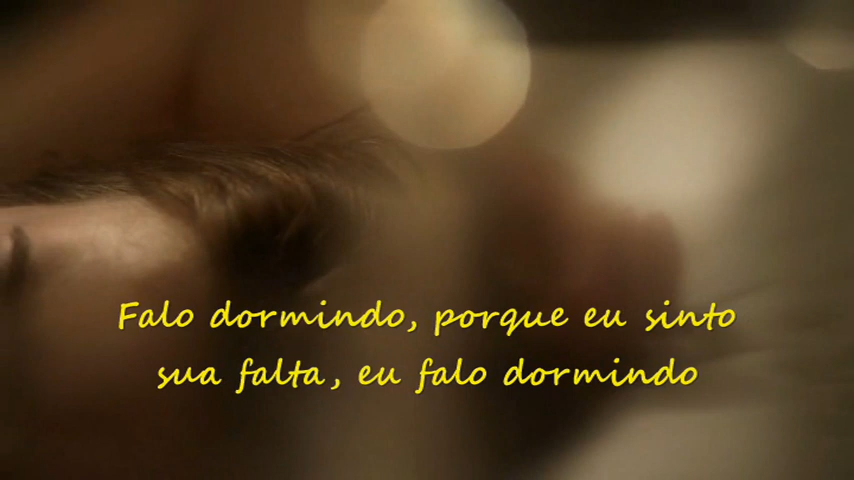 Falo dormindo, porque eu sinto
sua falta, eu falo dormindo